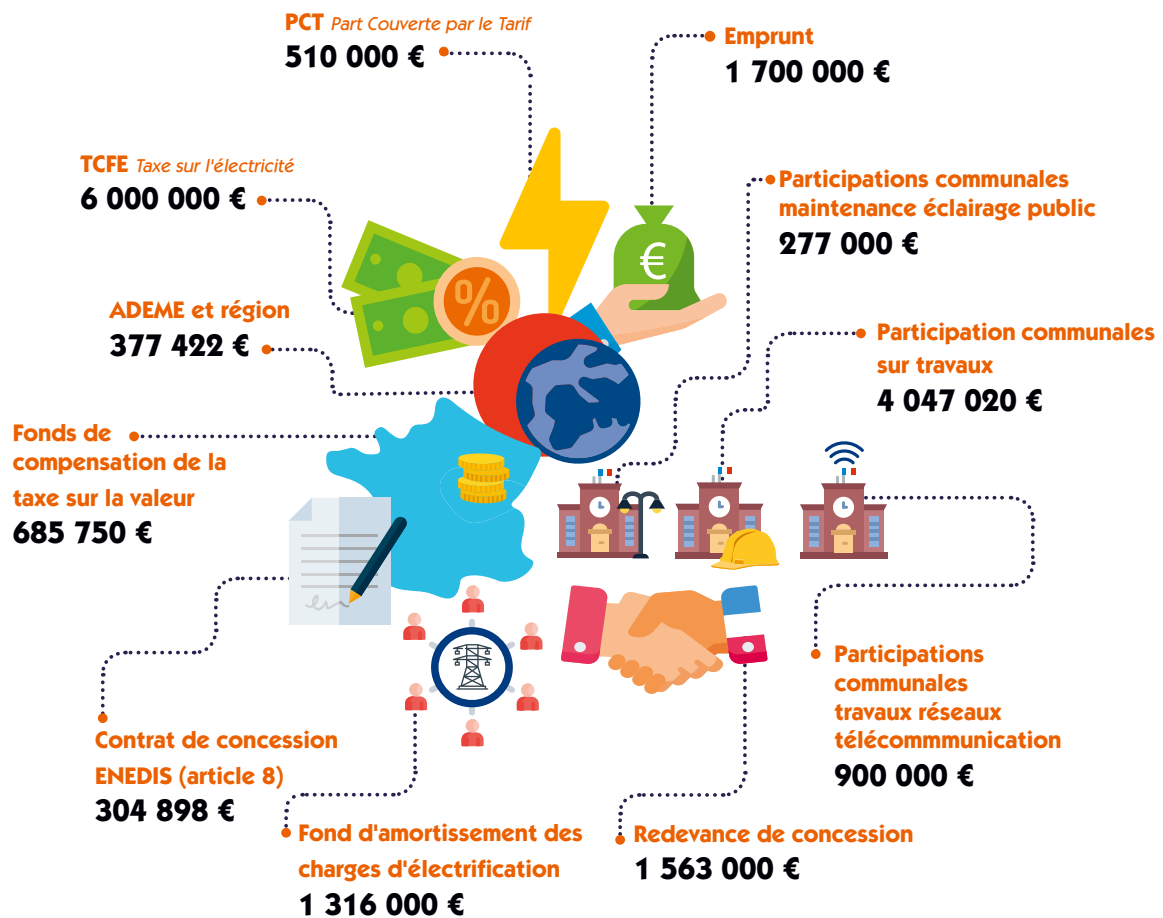 PCT Part Couverte par le Tarif
510 000 €
Emprunt
1 700 000 €
TCFE Taxe sur l'électricité
6 000 000 €
Participations communales
maintenance éclairage public
277 000 €
ADEME et région
377 422 €
Participation communales
sur travaux
4 047 020 €
Fonds de
compensation de la
taxe sur la valeur
685 750 €
Contrat de concession
ENEDIS (article 8)
304 898 €
Participations
communales
travaux réseaux
télécommmunication
900 000 €
Fond d'amortissement des
charges d'électrification
1 316 000 €
Redevance de concession
1 563 000 €
%
€